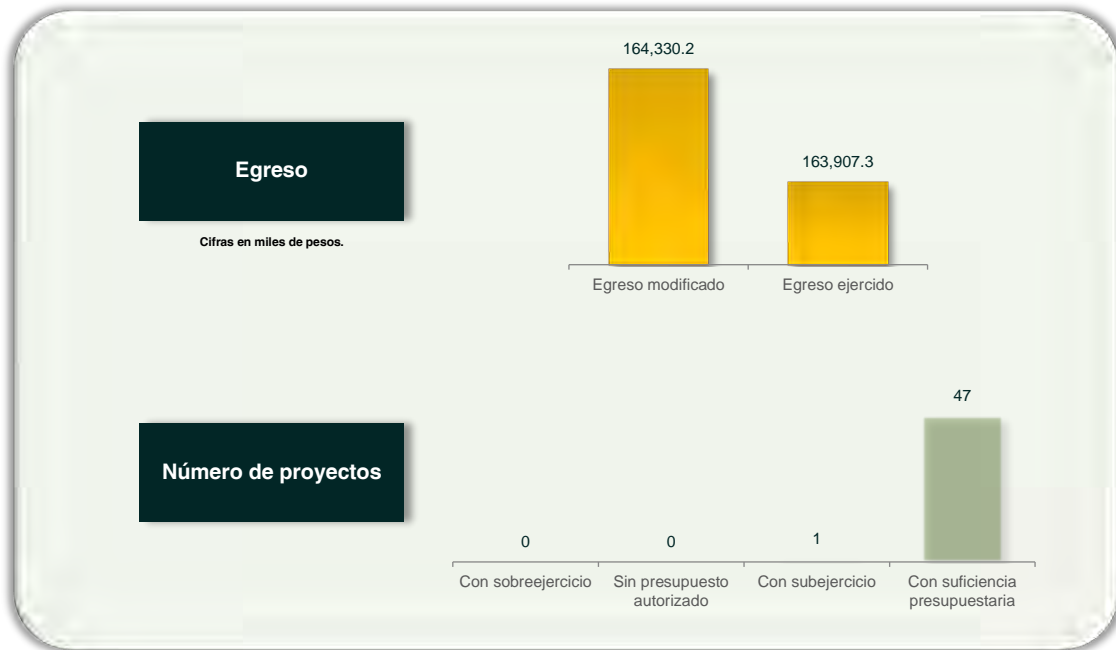 164,330.2
163,907.3
Egreso
Cifras en miles de pesos.
Egreso modificado
Egreso ejercido
47
Número de proyectos
0
0
1
Con sobreejercicio
Sin presupuesto
autorizado
Con subejercicio
Con suficiencia
presupuestaria